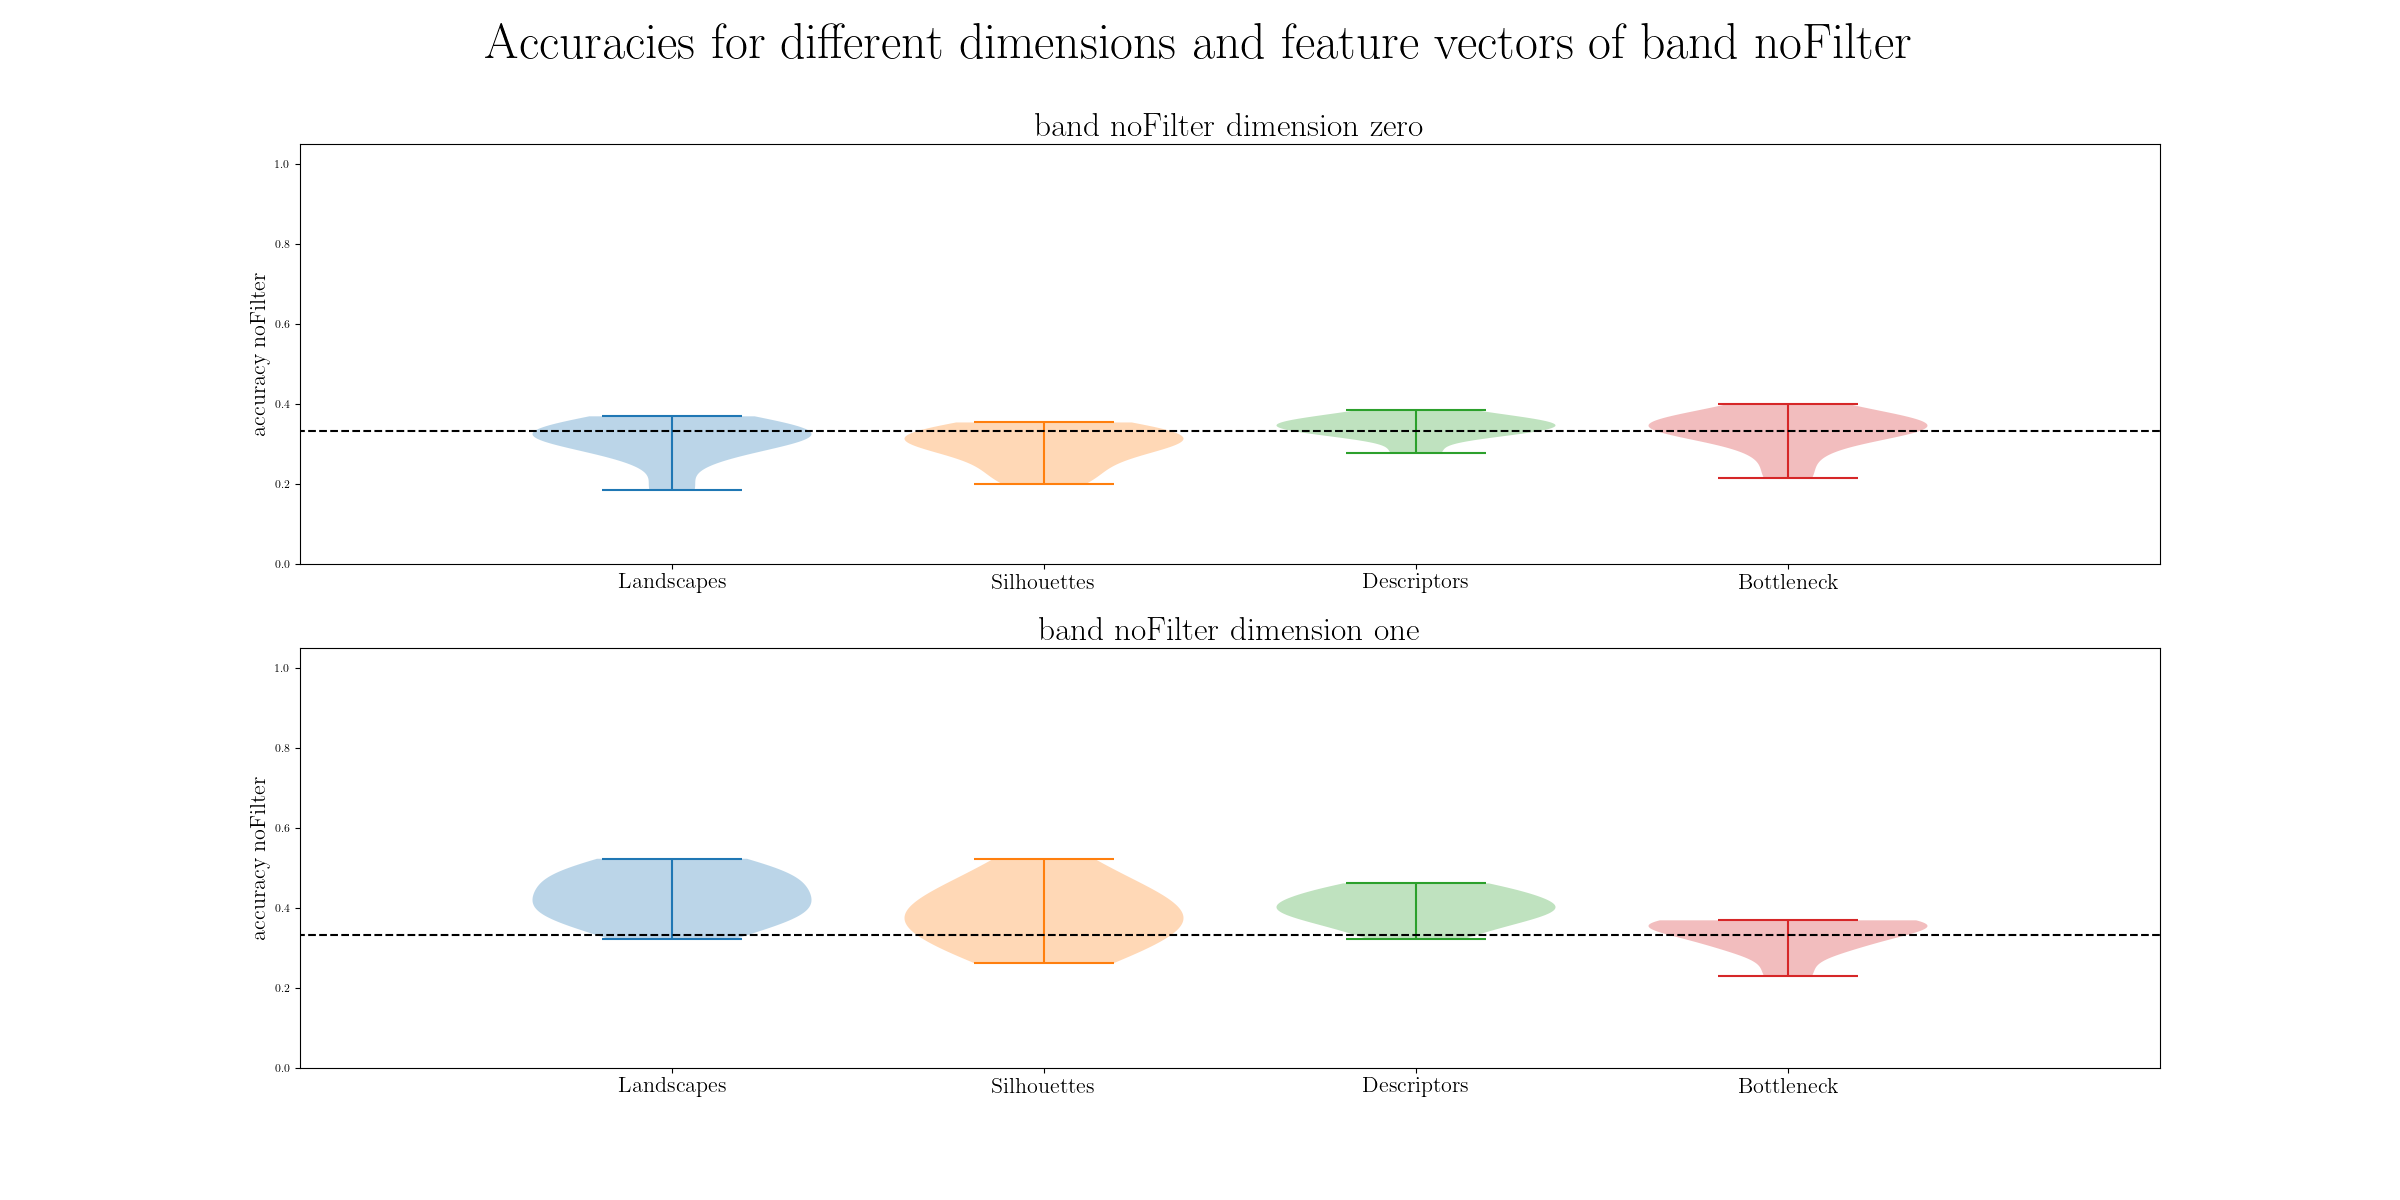 Accuracies for different dimensions and feature vectors of band noFilter
band noFilter dimension zero
accuracy noFilter
1.0
0.8
0.6
0.4
0.2
0.0
Landscapes Silhouettes Descriptors Bottleneck
band noFilter dimension one
accuracy noFilter
1.0
0.8
0.6
0.4
0.2
0.0
Landscapes Silhouettes Descriptors Bottleneck